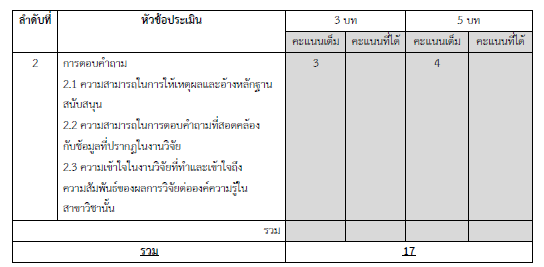 ลำดับที่ หัวข้อประเมิน 3 บท 5 บท
คะแนนเต็ม คะแนนที่ได้ คะแนนเต็ม คะแนนที่ได้
2 การตอบคำถาม 3 4
2.1 ความสามารถในการให้เหตุผลและอ้างหลักฐาน
สนับสนุน
2.2 ความสามารถในการตอบคำถามที่สอดคล้อง
กับข้อมูลที่ปรากฏในงานวิจัย
2.3 ความเข้าใจในงานวิจัยที่ทำและเข้าใจถึง
ความสัมพันธ์ของผลการวิจัยต่อองค์ความรู้ใน
สาขาวิชานั้น
รวม
รวม 17